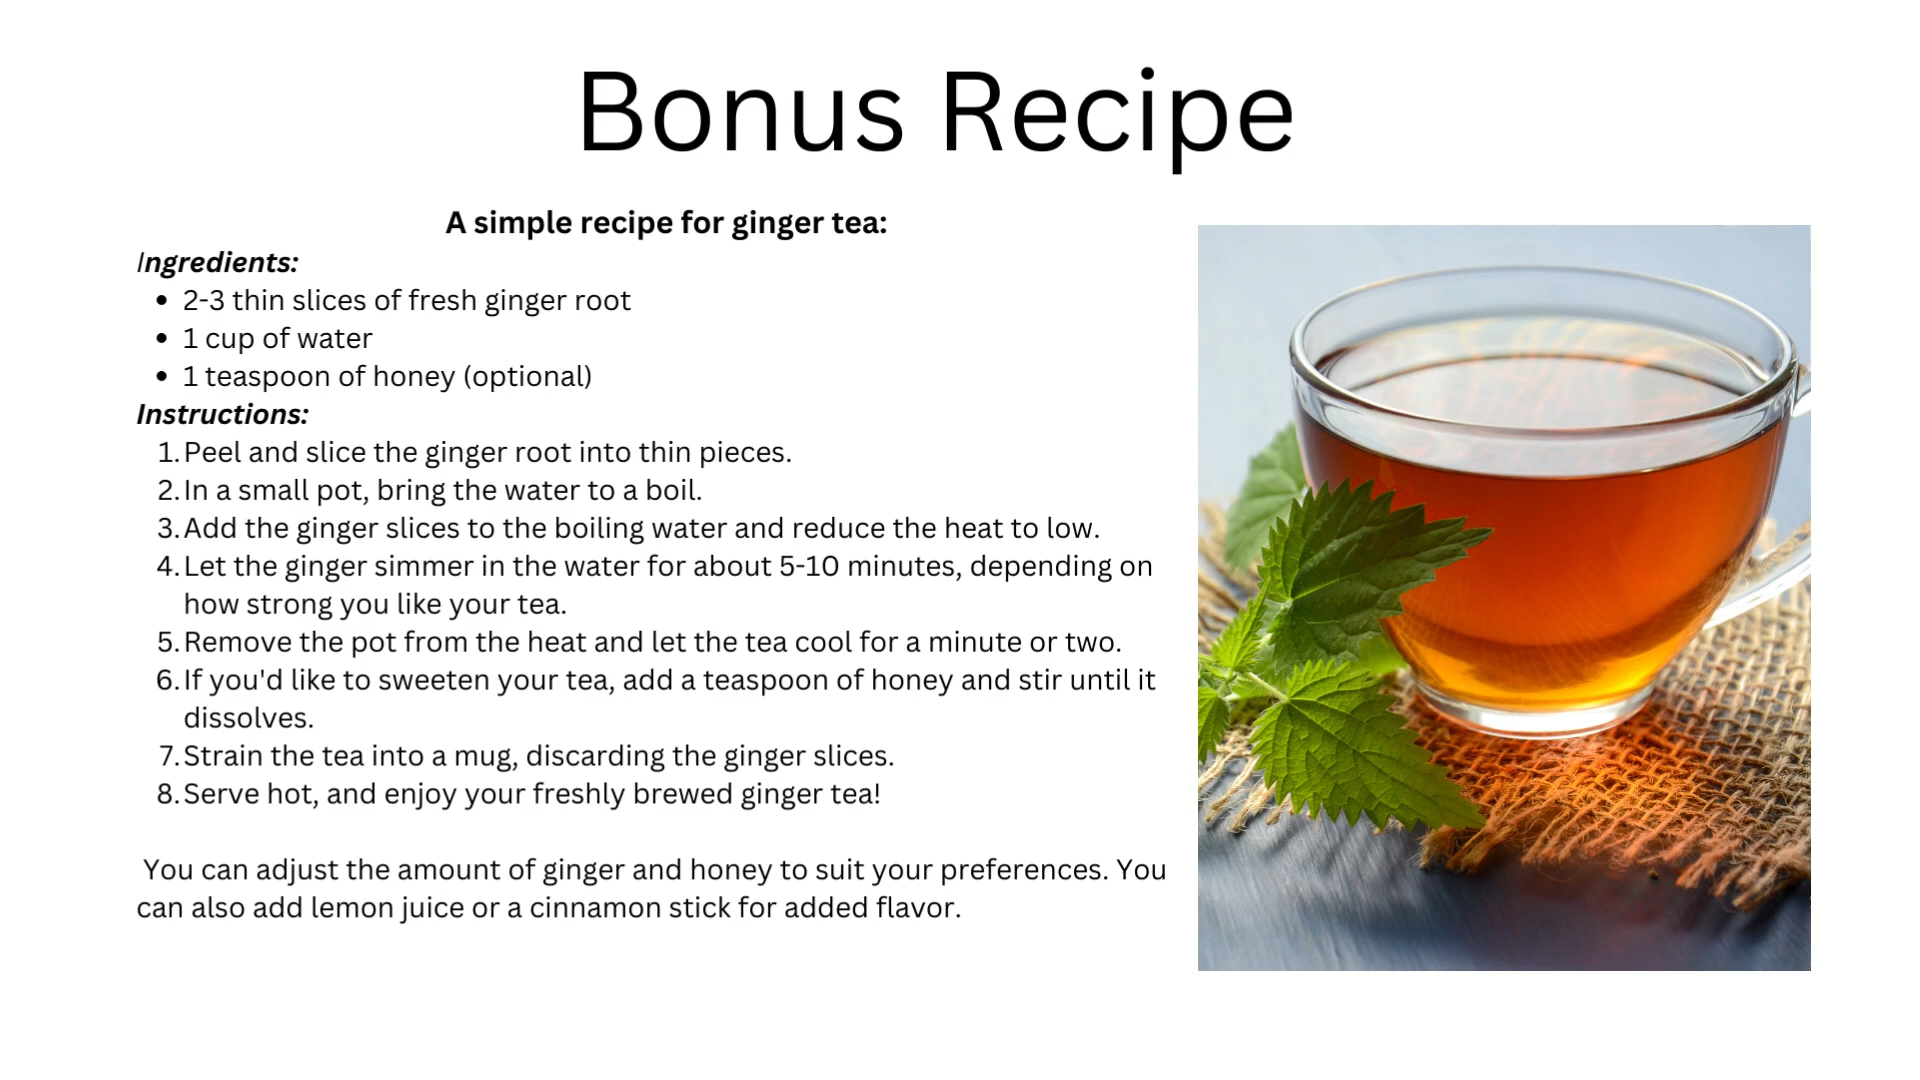 Bonus Recipe
A simple recipe for ginger tea:
Ingredients:
• 2-3 thin slices of fresh ginger root
• 1 cup of water
• 1 teaspoon of honey (optional)
Instructions:
1. Peel and slice the ginger root into thin pieces.
2. In a small pot, bring the water to a boil.
3. Add the ginger slices to the boiling water and reduce the heat to low.
4. Let the ginger simmer in the water for about 5-10 minutes, depending on
how strong you like your tea.
5. Remove the pot from the heat and let the tea cool for a minute or two.
6. If you'd like to sweeten your tea, add a teaspoon of honey and stir until it
dissolves.
7. Strain the tea into a mug, discarding the ginger slices.
8. Serve hot, and enjoy your freshly brewed ginger tea!
You can adjust the amount of ginger and honey to suit your preferences. You
can also add lemon juice or a cinnamon stick for added flavor.